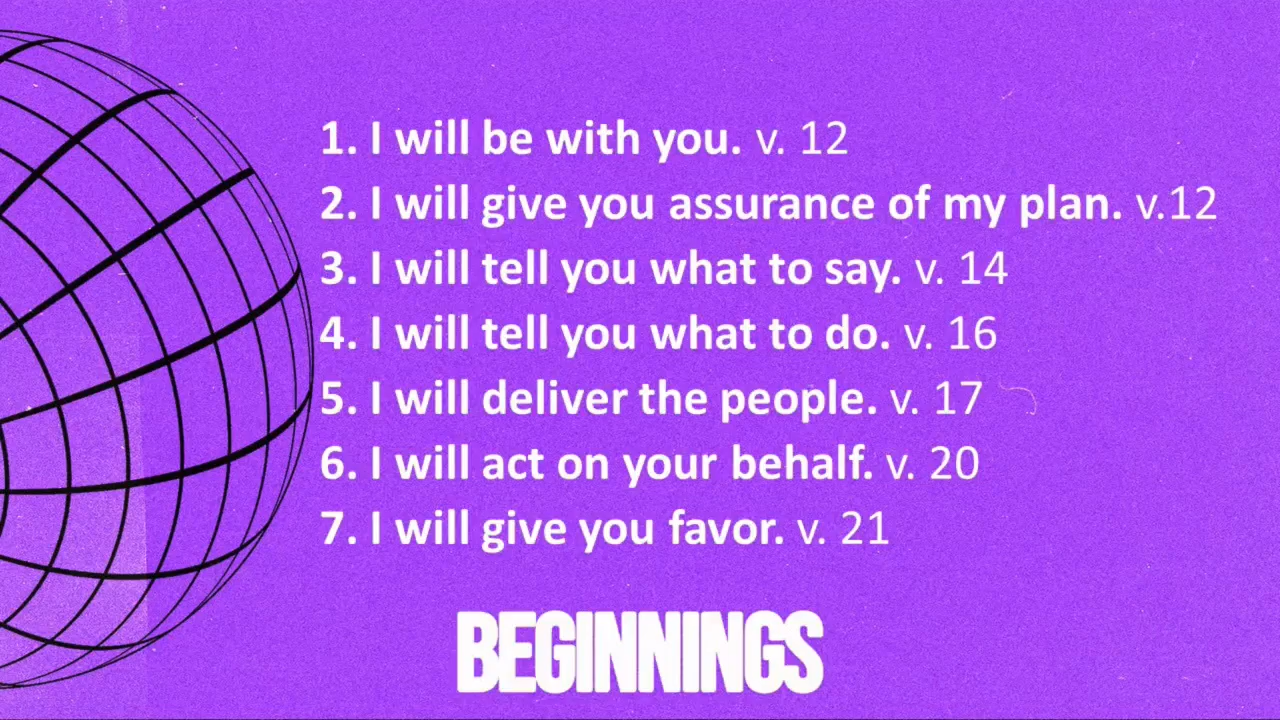 1. I will be with you. v. 12
2. I will give you assurance of my plan. v.12
3. I will tell you what to say. v. 14
4. I will tell you what to do. v. 16
5. I will deliver the people. v. 17
6. I will act on your behalf. v. 20
7. I will give you favor. v. 21
BEGINNINGS